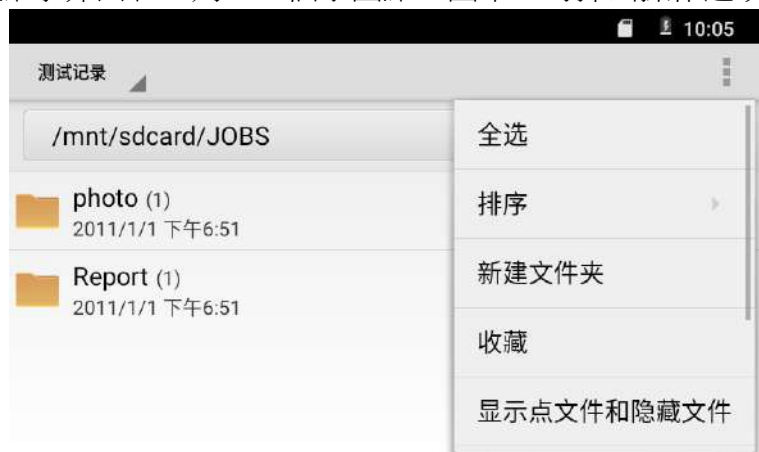 10:05
测试记录
/mnt/sdcard/JOBS
全选
photo (1)
2011/1/1 下午6:51
排序
Report (1)
2011/1/1 下午6:51
新建文件夹
收藏
显示点文件和隐藏文件